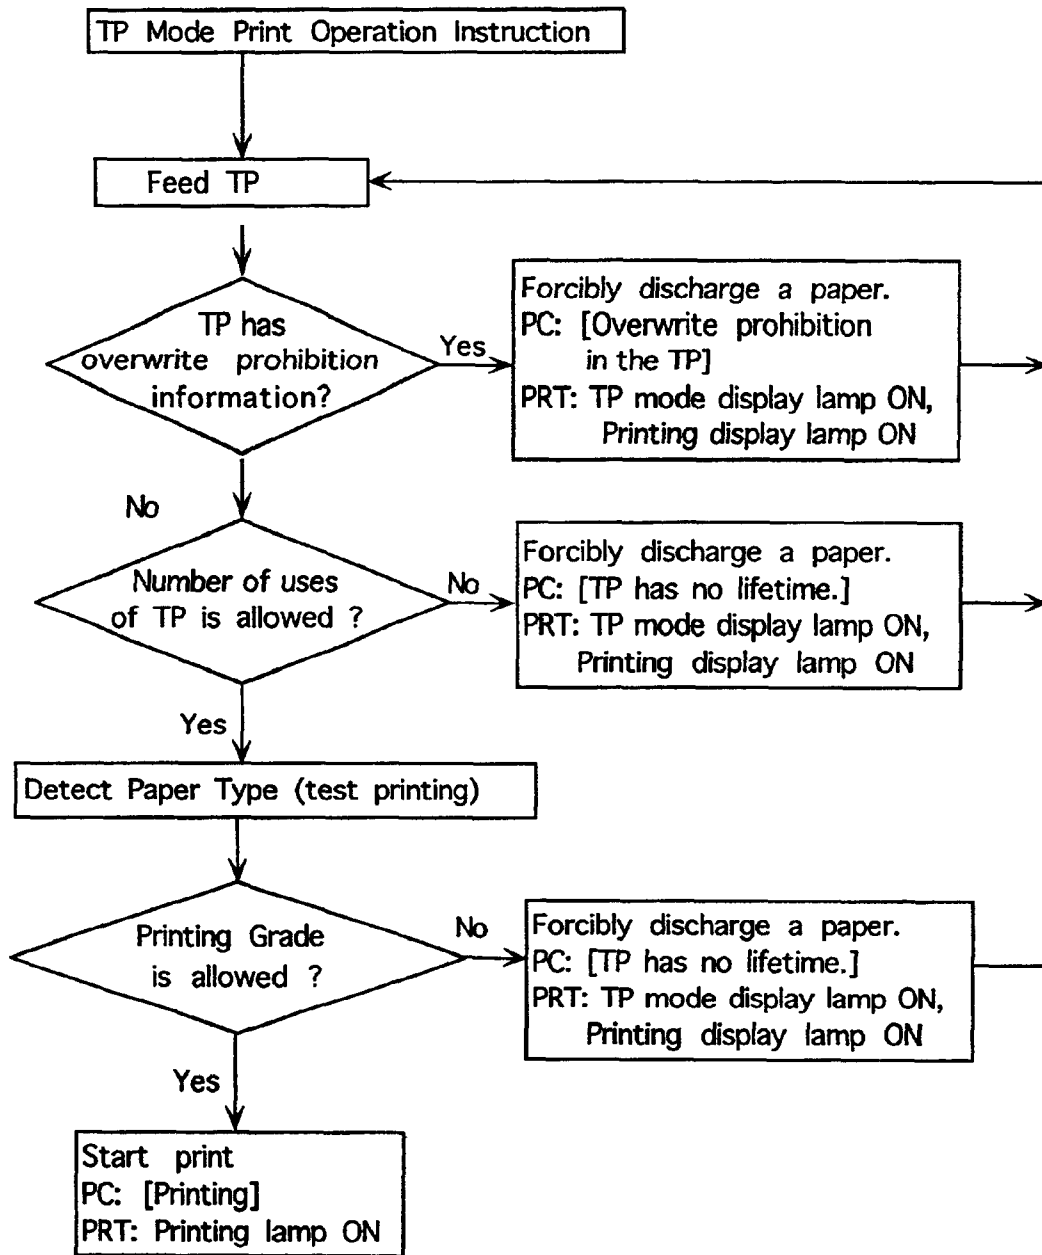 TP Mode Print Operation Instruction
Feed TP
TP has
overwrite prohibition
information?
Yes
Forcibly discharge a paper.
PC: [Overwrite prohibition
in the TP]
PRT: TP mode display lamp ON,
Printing display lamp ON
No
Number of uses
of TP is allowed ?
No
Forcibly discharge a paper.
PC: [TP has no lifetime.]
PRT: TP mode display lamp ON,
Printing display lamp ON
Yes
Detect Paper Type (test printing)
Printing Grade
is allowed ?
No
Forcibly discharge a paper.
PC: [TP has no lifetime.]
PRT: TP mode display lamp ON,
Printing display lamp ON
Yes
Start print
PC: [Printing]
PRT: Printing lamp ON